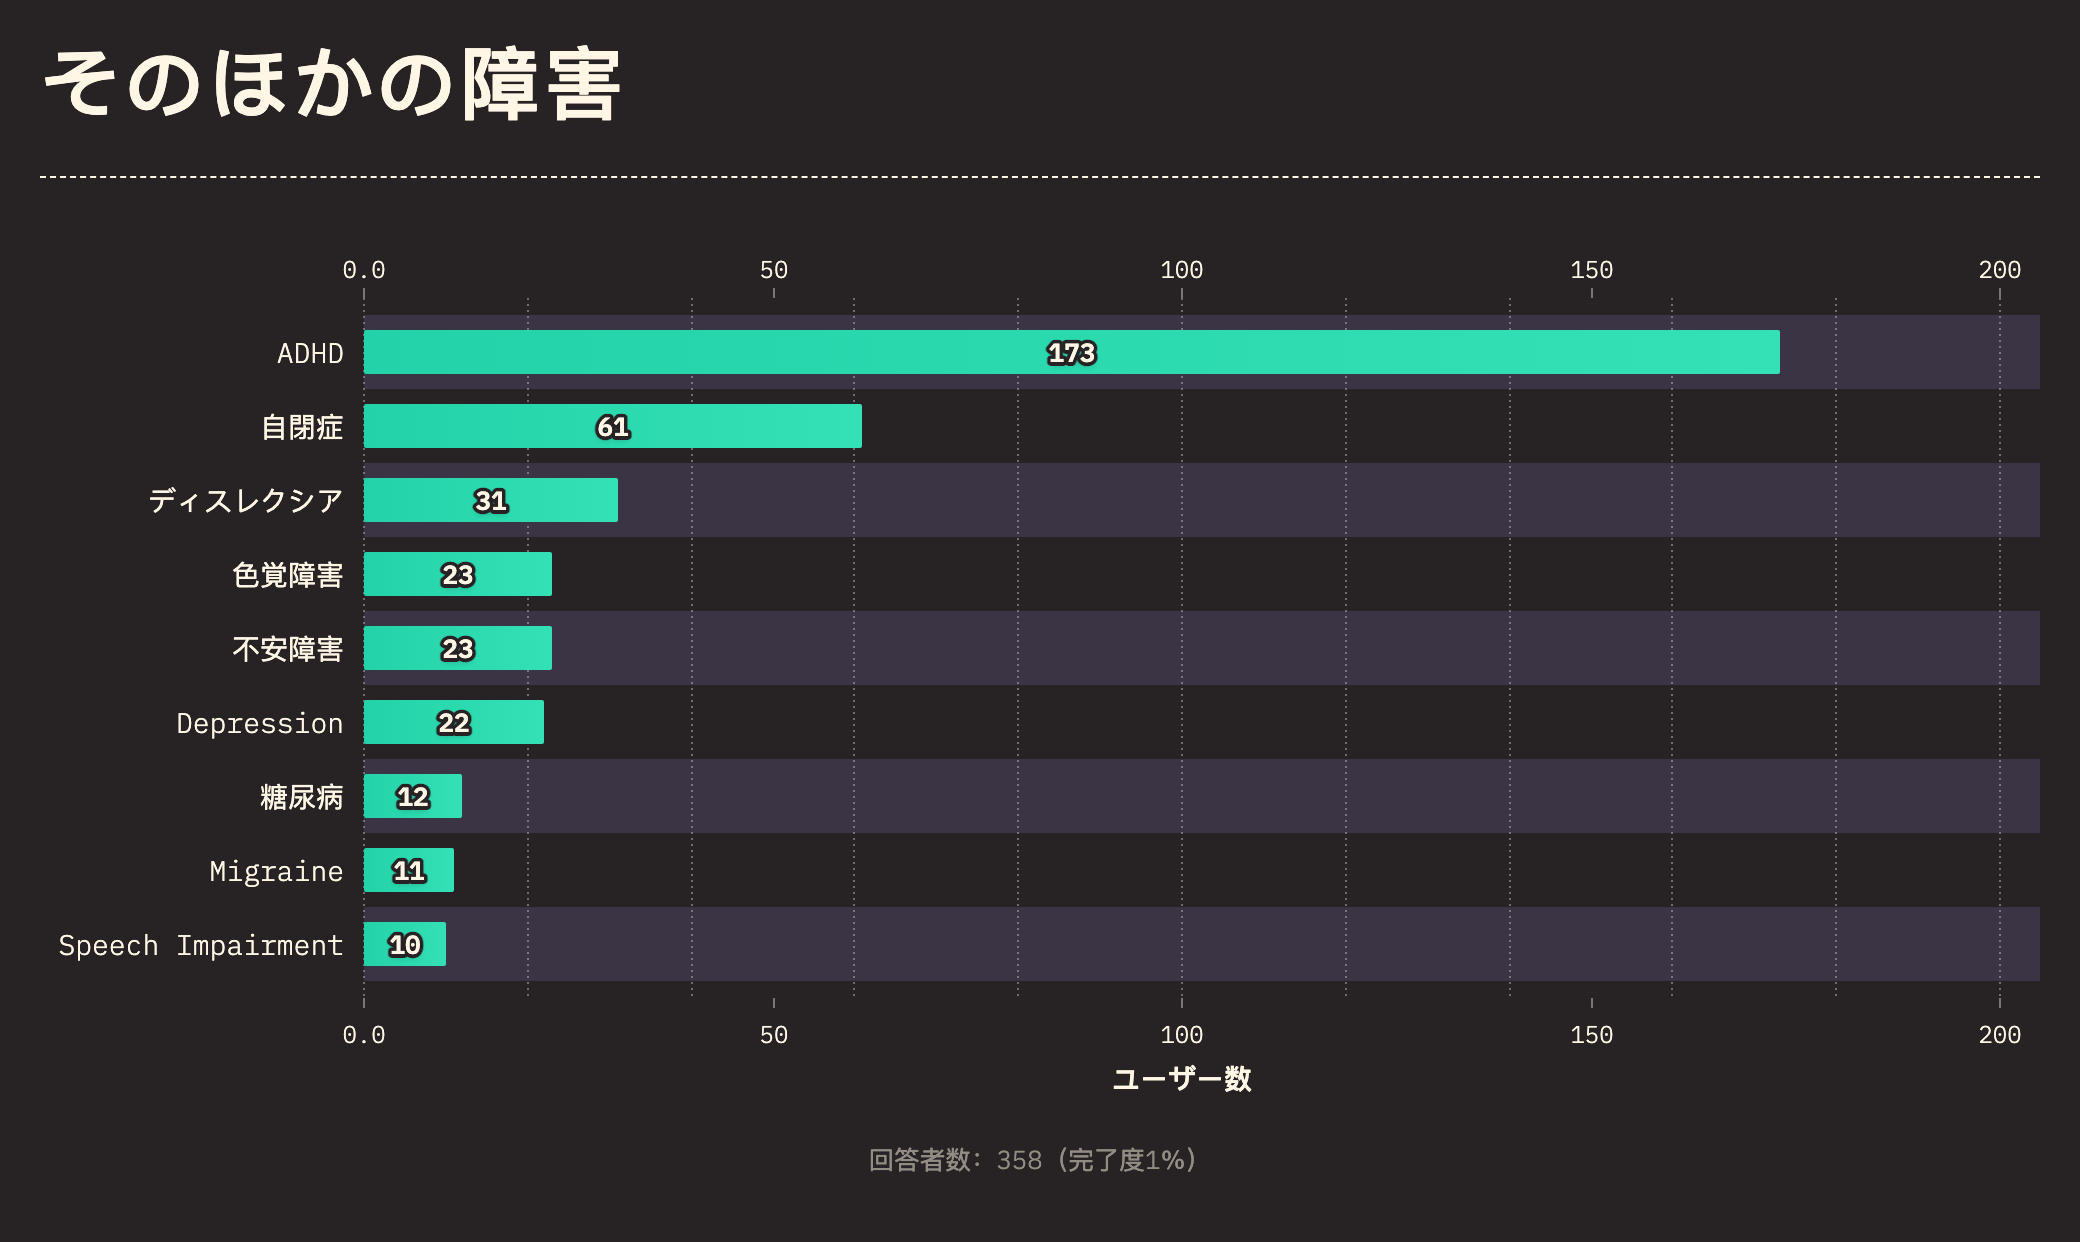 そのほかの障害
0.0 50 100 150 200
ADHD 173
自閉症 61
ディスレクシア 31
色覚障害 23
不安障害 23
Depression 22
糖尿病 12
Migraine 11
Speech Impairment 10
0.0 50 100 150 200
ユーザー数
回答者数: 358 (完了度1%)